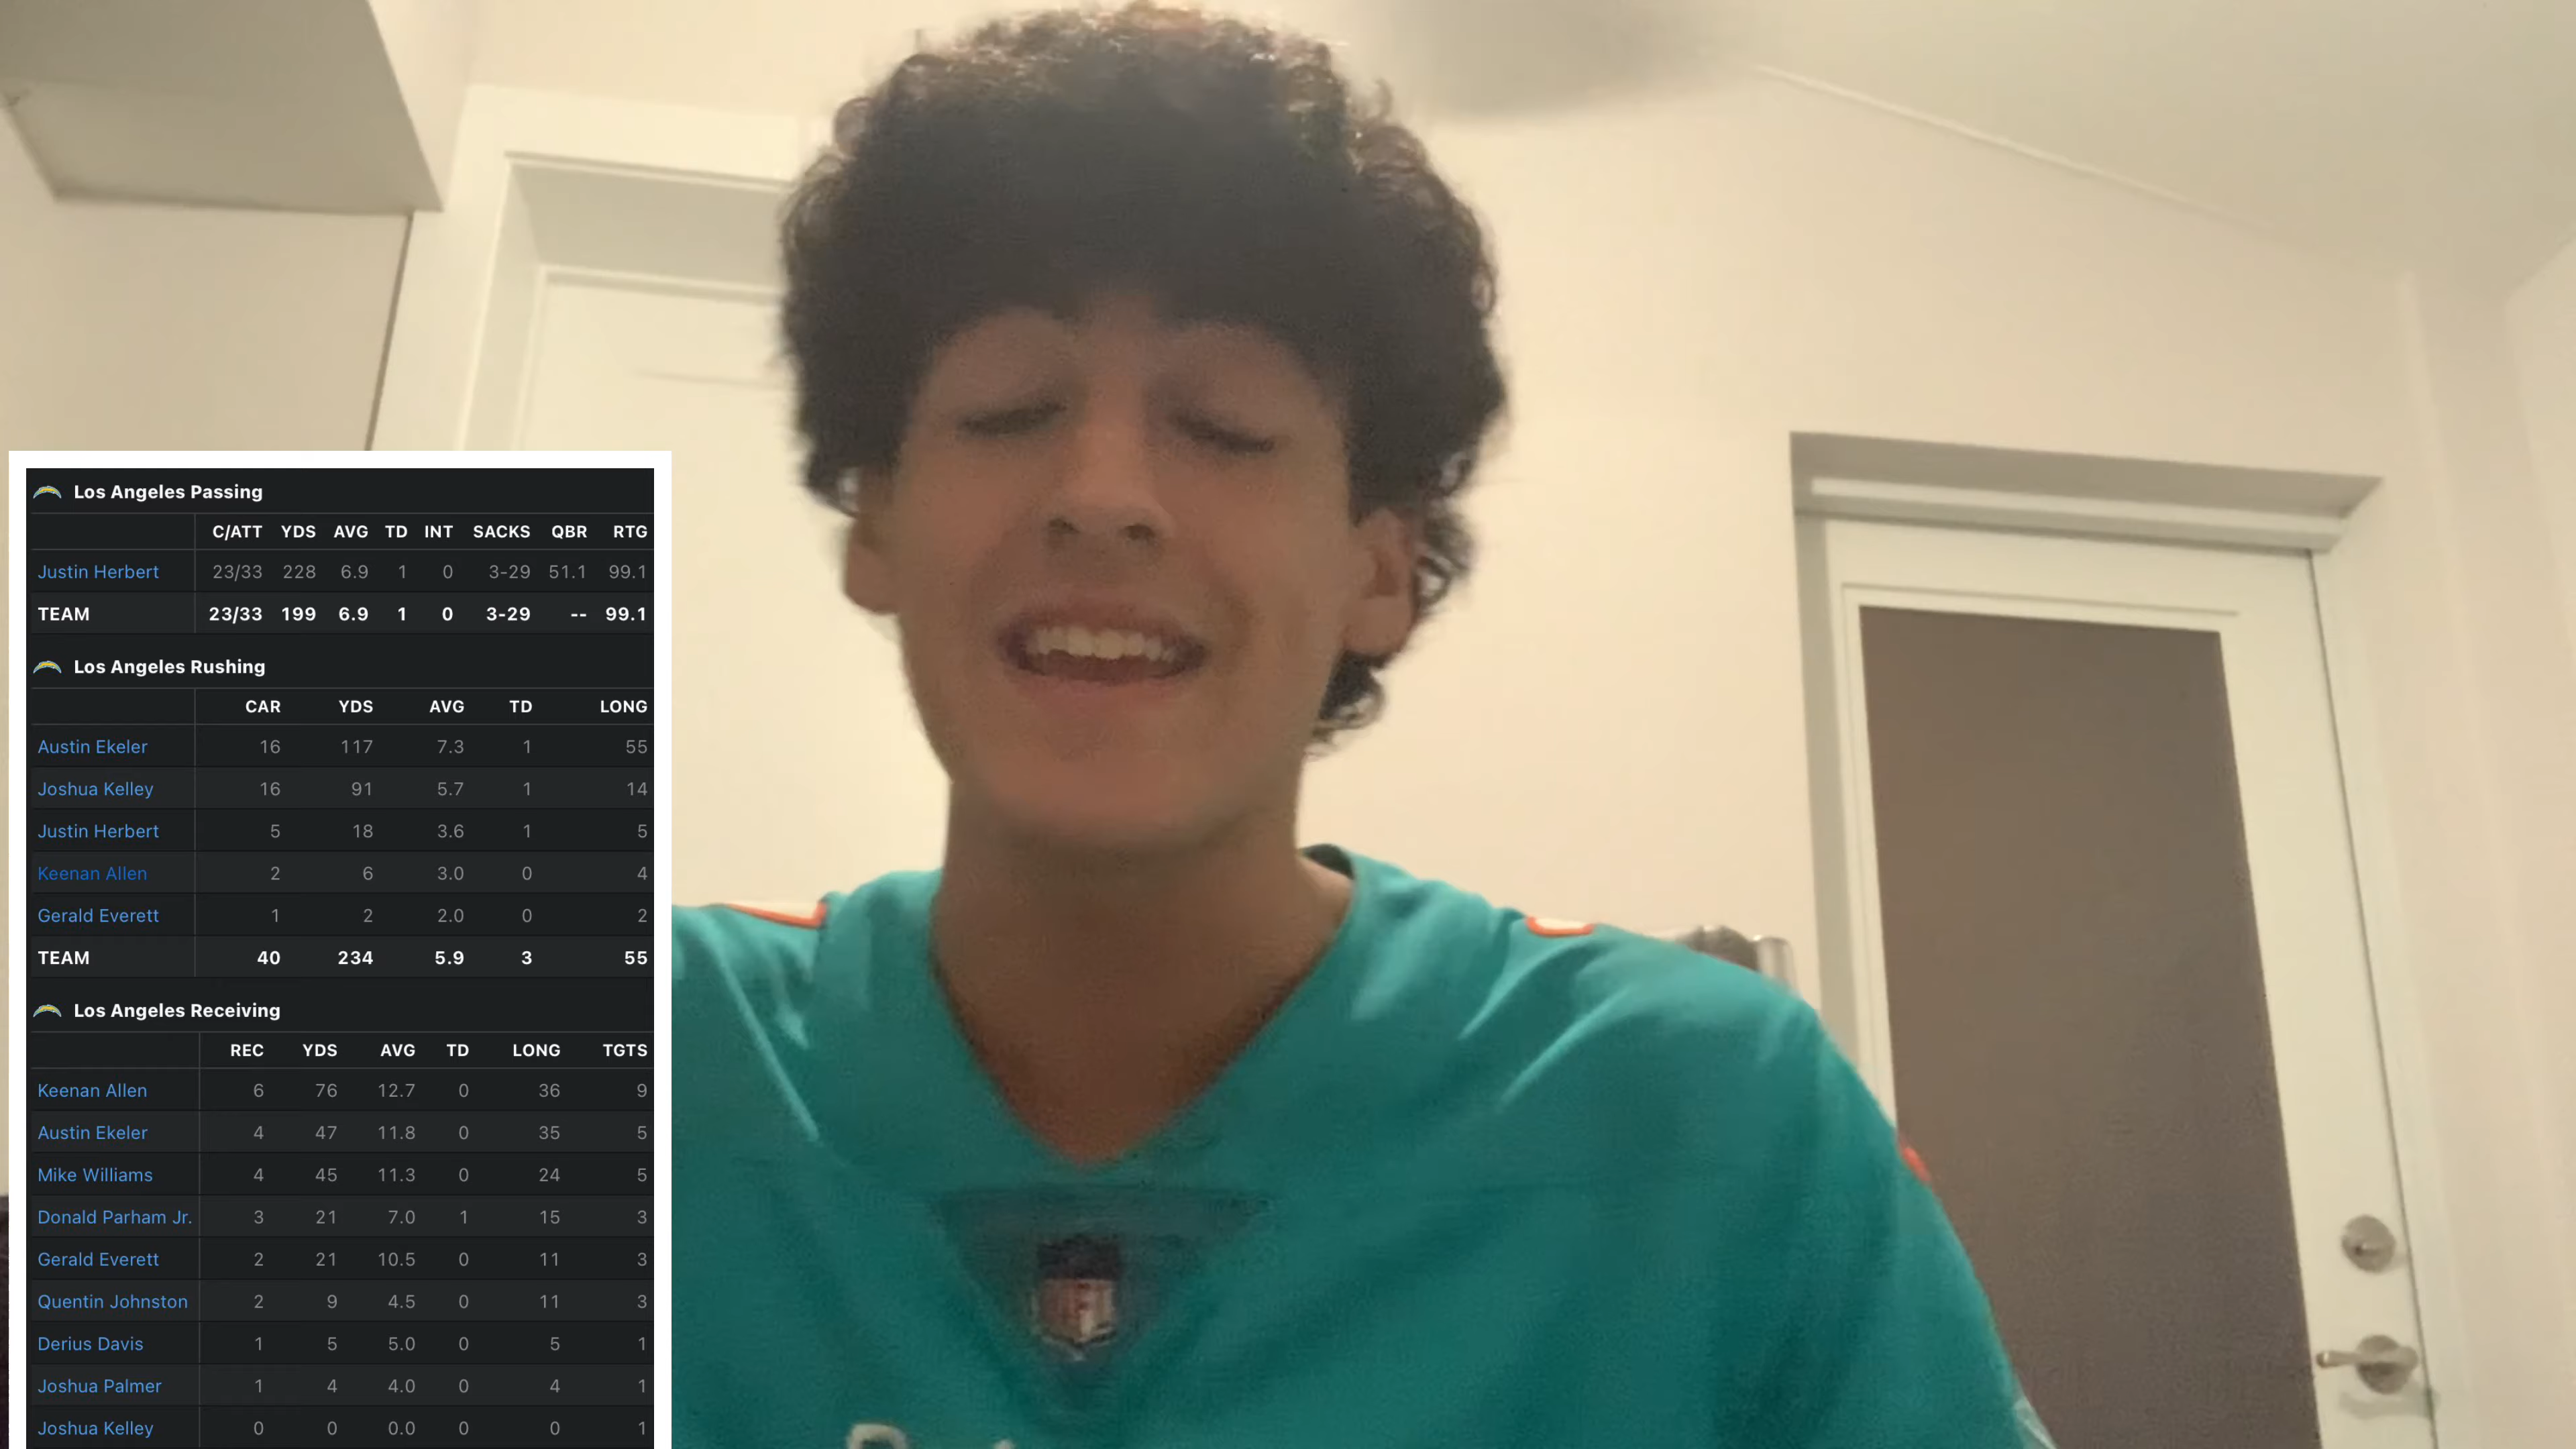 Los Angeles Passing
C/ATT YDS AVG TD INT SACKS QBR RTG
Justin Herbert 23/33 228 6.9 1 0 3-29 51.1 99.1
TEAM 23/33 199 6.9 1 0 3-29 -- 99.1
Los Angeles Rushing
CAR YDS AVG TD LONG
Austin Ekeler 16 117 7.3 1 55
Joshua Kelley 16 91 5.7 1 14
Justin Herbert 5 18 3.6 1 5
Keenan Allen 2 6 3.0 0 4
Gerald Everett 1 2 2.0 0 2
TEAM 40 234 5.9 3 55
Los Angeles Receiving
REC YDS AVG TD LONG TGTS
Keenan Allen 6 76 12.7 0 36 9
Austin Ekeler 4 47 11.8 0 35 5
Mike Williams 4 45 11.3 0 24 5
Donald Parham Jr. 3 21 7.0 1 15 3
Gerald Everett 2 21 10.5 0 11 3
Quentin Johnston 2 9 4.5 0 11 3
Derius Davis 1 5 5.0 0 5 1
Joshua Palmer 1 4 4.0 0 4 1
Joshua Kelley 0 0 0.0 0 0 1